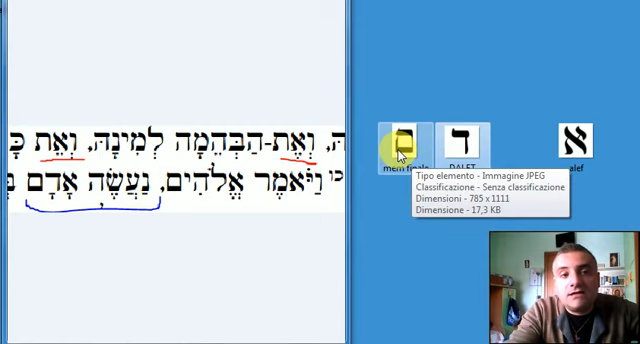 וְאֶת-הַבְּהֵמָה לְמִינָהּ, וְאֵת
כו וַיֹּאמֶר אֱלֹהִים, נַעֲשֶׂה אָדָם
ם
mem finale
ד
DALET
א
alef
Tipo elemento - Immagine JPEG
Classificazione - Senza classificazione
Dimensioni - 785 x 1111
Dimensione - 17,3 KB